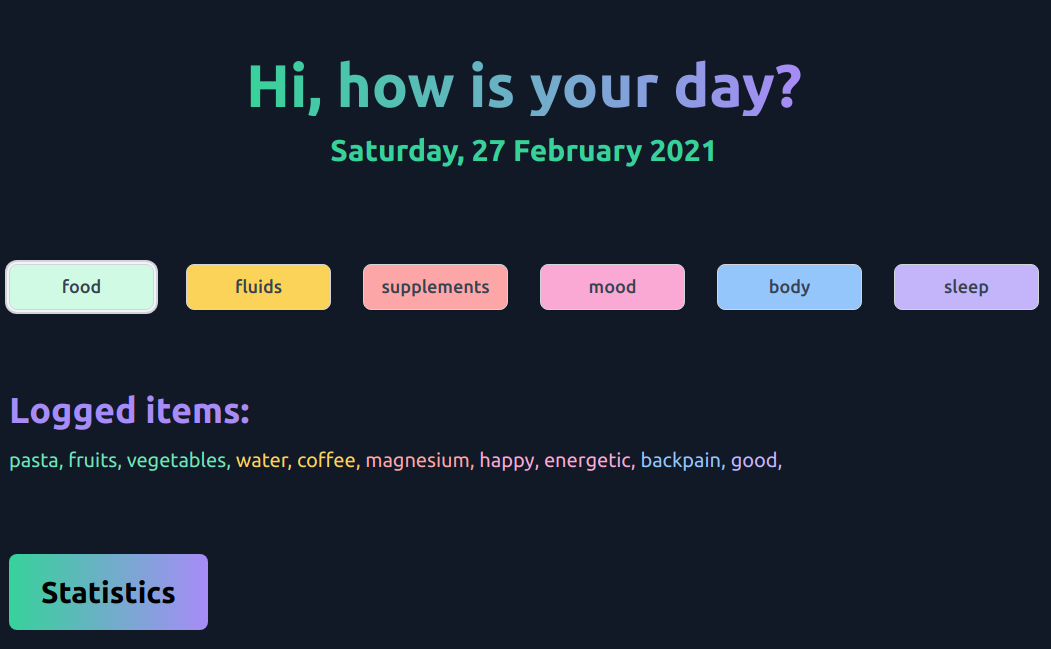 Hi, how is your day?
Saturday, 27 February 2021
food fluids supplements mood body sleep
Logged items:
pasta, fruits, vegetables, water, coffee, magnesium, happy, energetic, backpain, good,
Statistics